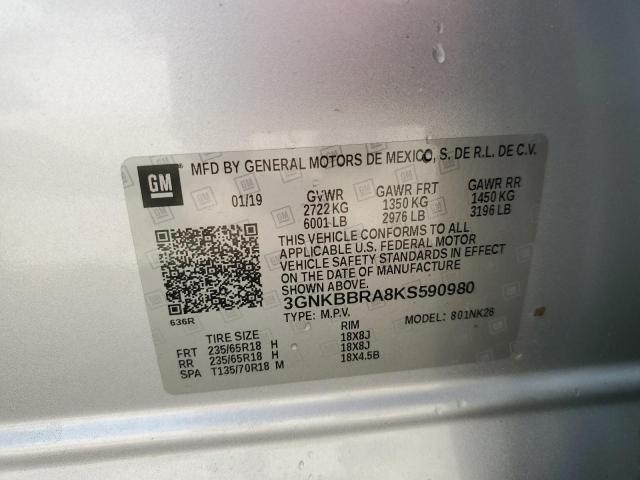 MFD BY GENERAL MOTORS DE MEXICO, S. DE R.L. DE C.V.
GM
01/19 GVWR GAWR FRT GAWR RR
2722 KG 1350 KG 1450 KG
6001 LB 2976 LB 3196 LB
THIS VEHICLE CONFORMS TO ALL
APPLICABLE U.S. FEDERAL MOTOR
VEHICLE SAFETY STANDARDS IN EFFECT
ON THE DATE OF MANUFACTURE
SHOWN ABOVE.
636R
3GNKBBRA8KS590980
TYPE: M.P.V. MODEL: 801NK26
TIRE SIZE RIM
FRT 235/65R18 H 18X8J
RR 235/65R18 H 18X8J
SPA T135/70R18 M 18X4.5B